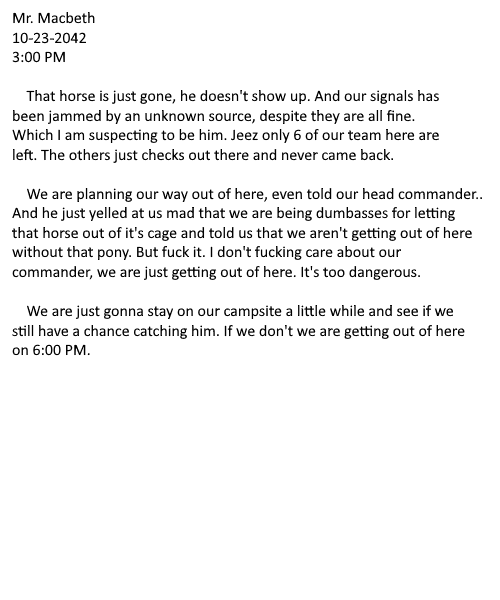 Mr. Macbeth
10-23-2042
3:00 PM
That horse is just gone, he doesn't show up. And our signals has
been jammed by an unknown source, despite they are all fine.
Which I am suspecting to be him. Jeez only 6 of our team here are
left. The others just checks out there and never came back.
We are planning our way out of here, even told our head commander..
And he just yelled at us mad that we are being dumbasses for letting
that horse out of it's cage and told us that we aren't getting out of here
without that pony. But fuck it. I don't fucking care about our
commander, we are just getting out of here. It's too dangerous.
We are just gonna stay on our campsite a little while and see if we
still have a chance catching him. If we don't we are getting out of here
on 6:00 PM.